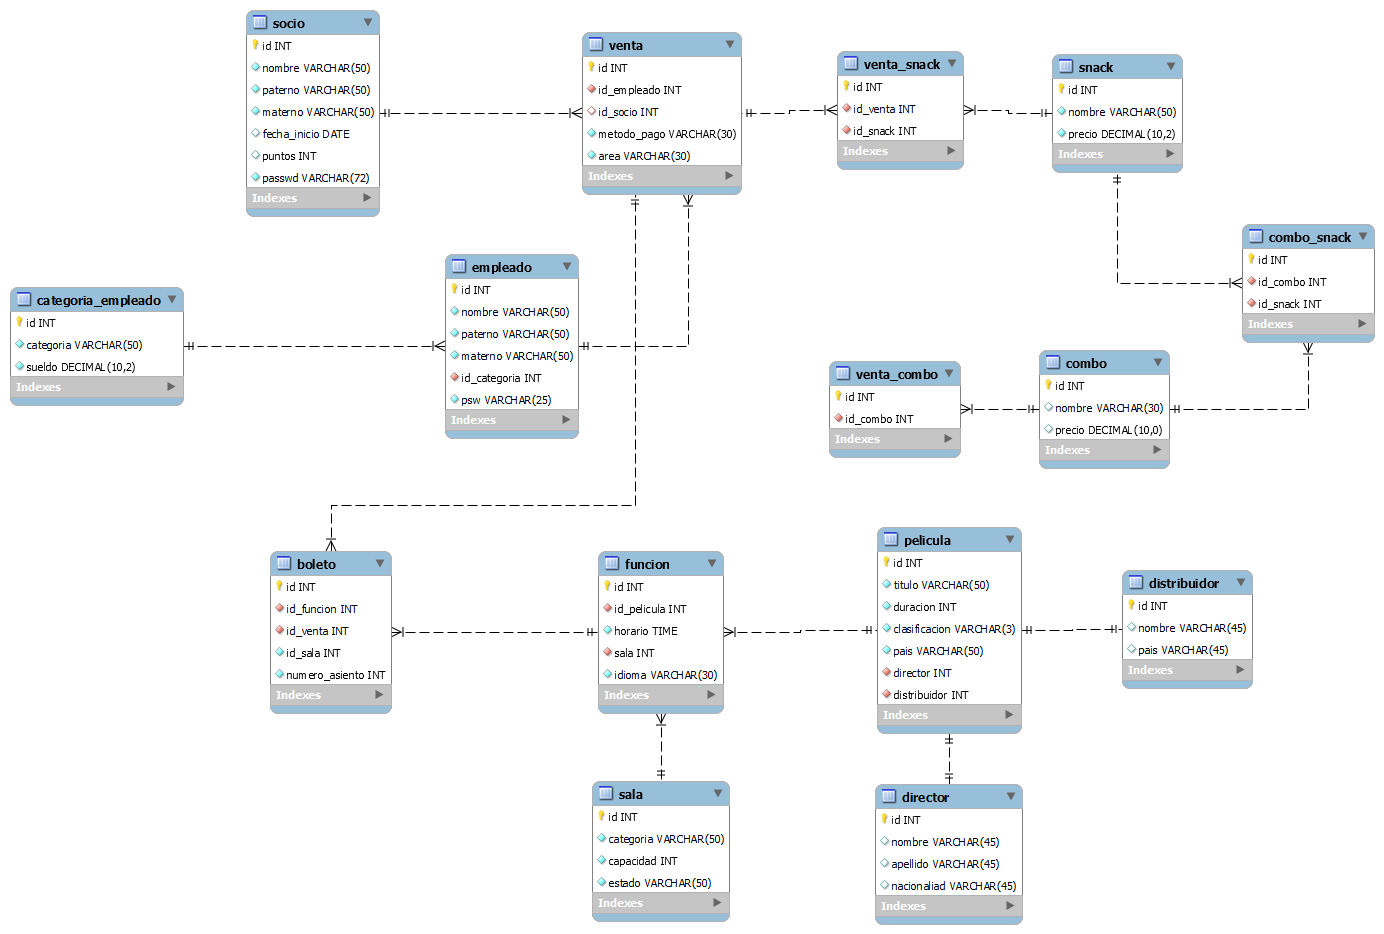 socio
id INT
nombre VARCHAR(50)
paterno VARCHAR(50)
materno VARCHAR(50)
fecha_inicio DATE
puntos INT
passwd VARCHAR(72)
Indexes
venta
id INT
id_empleado INT
id_socio INT
metodo_pago VARCHAR(30)
area VARCHAR(30)
Indexes
venta_snack
id INT
id_venta INT
id_snack INT
Indexes
snack
id INT
nombre VARCHAR(50)
precio DECIMAL(10,2)
Indexes
combo_snack
id INT
id_combo INT
id_snack INT
Indexes
categoria_empleado
id INT
categoria VARCHAR(50)
sueldo DECIMAL(10,2)
Indexes
empleado
id INT
nombre VARCHAR(50)
paterno VARCHAR(50)
materno VARCHAR(50)
id_categoria INT
psw VARCHAR(25)
Indexes
venta_combo
id INT
id_combo INT
Indexes
combo
id INT
nombre VARCHAR(30)
precio DECIMAL(10,0)
Indexes
boleto
id INT
id_funcion INT
id_venta INT
id_sala INT
numero_asiento INT
Indexes
funcion
id INT
id_pelicula INT
horario TIME
sala INT
idioma VARCHAR(30)
Indexes
pelicula
id INT
titulo VARCHAR(50)
duracion INT
clasificacion VARCHAR(3)
pais VARCHAR(50)
director INT
distribuidor INT
Indexes
distribuidor
id INT
nombre VARCHAR(45)
pais VARCHAR(45)
Indexes
sala
id INT
categoria VARCHAR(50)
capacidad INT
estado VARCHAR(50)
Indexes
director
id INT
nombre VARCHAR(45)
apellido VARCHAR(45)
nacionaliad VARCHAR(45)
Indexes